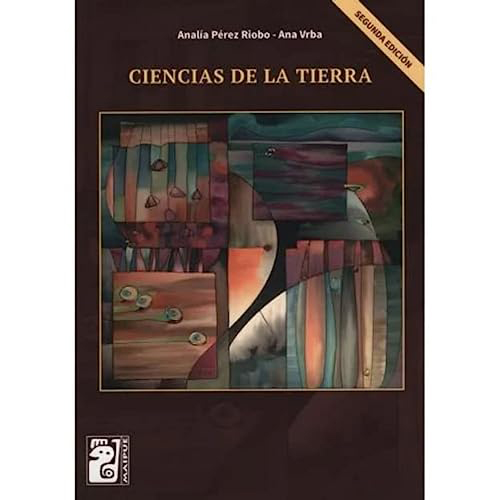 Analía Pérez Riobo - Ana Vrba
SEGUNDA EDICIÓN
CIENCIAS DE LA TIERRA
MAIPUE